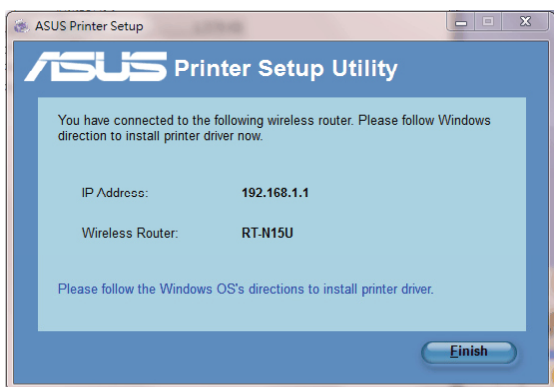 ASUS Printer Setup
ASUS Printer Setup Utility
You have connected to the following wireless router. Please follow Windows
direction to install printer driver now.
IP Address: 192.168.1.1
Wireless Router: RT-N15U
Please follow the Windows OS's directions to install printer driver.
Finish